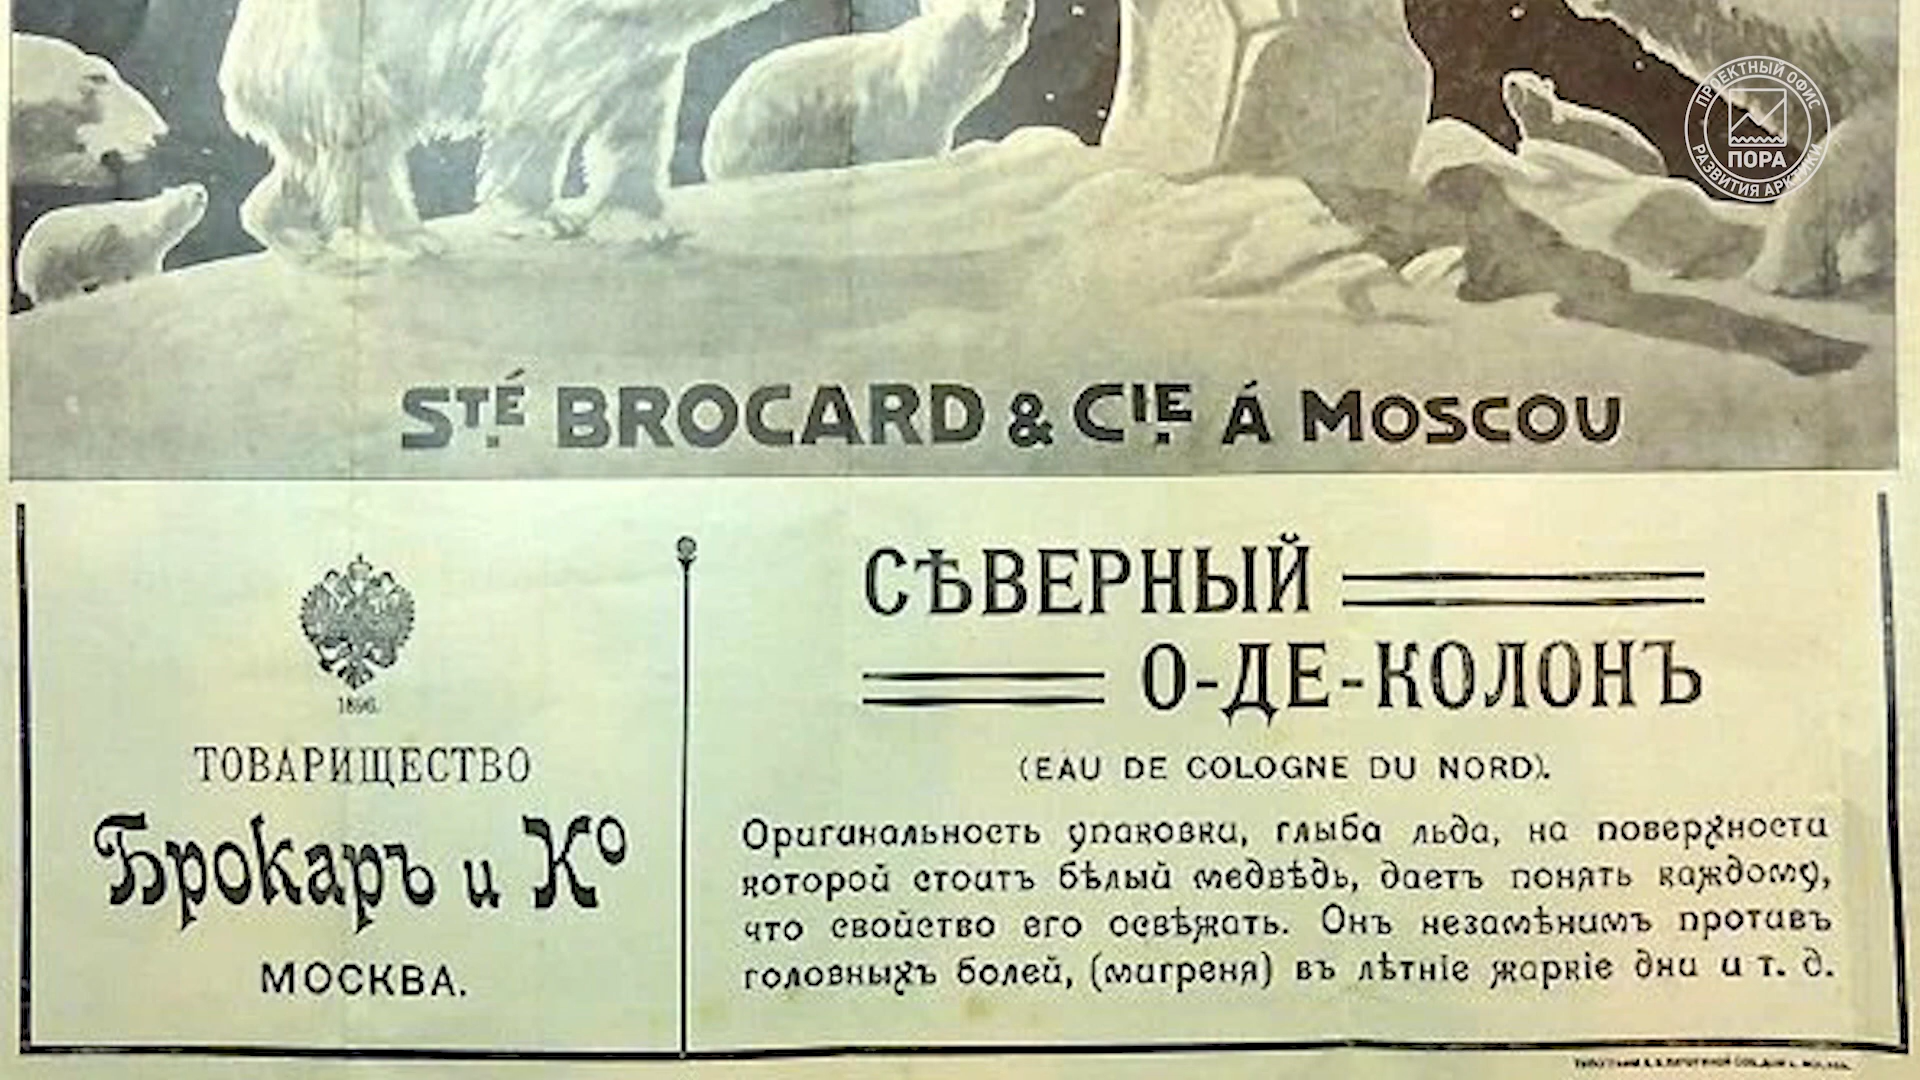 ПРОЕКТНЫЙ ОФИС
ПОРА
РАЗВИТИЯ АРКТИКИ
STÉ BROCARD & CIE Á MOSCOU
1896.
ТОВАРИЩЕСТВО
Брокаръ и Ко
МОСКВА.
СѢВЕРНЫЙ
О-ДЕ-КОЛОНЪ
(EAU DE COLOGNE DU NORD).
Оригинальность упаковки, глыба льда, на поверхности
которой стоитъ бѣлый медвѣдь, даетъ понять каждому,
что свойство его освѣжать. Онъ незамѣнимъ противъ
головныхъ болей, (мигреня) въ лѣтніе жаркіе дни и т. д.